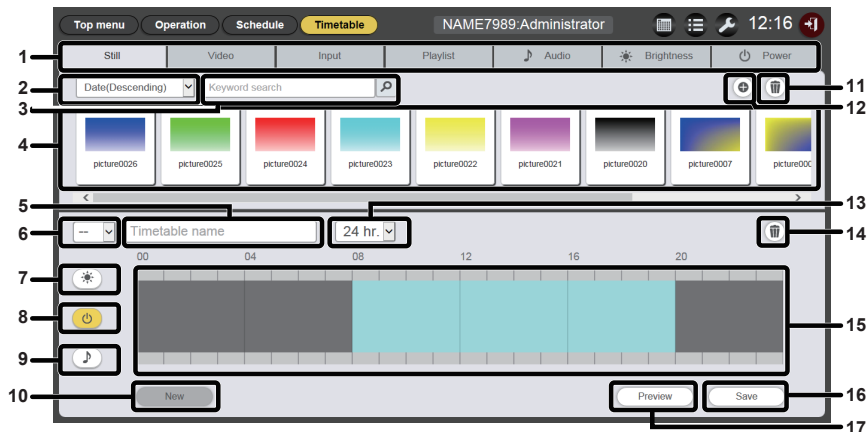 Top menu Operation Schedule Timetable NAME7989:Administrator 12:16
1 Still Video Input Playlist Audio Brightness Power
2 Date(Descending) Keyword search 11
3 12
4 picture0026 picture0025 picture0024 picture0023 picture0022 picture0021 picture0020 picture0007 picture000
5 13
6 -- Timetable name 24 hr. 14
00 04 08 12 16 20
7
8 15
9
10 New Preview Save 16
17